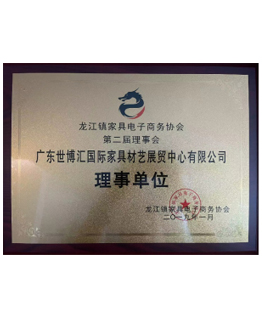 龙江镇家具电子商务协会
第二届理事会
广东世博汇国际家具材艺展贸中心有限公司
理事单位
龙江镇家具电子商务协会
二〇一九年一月